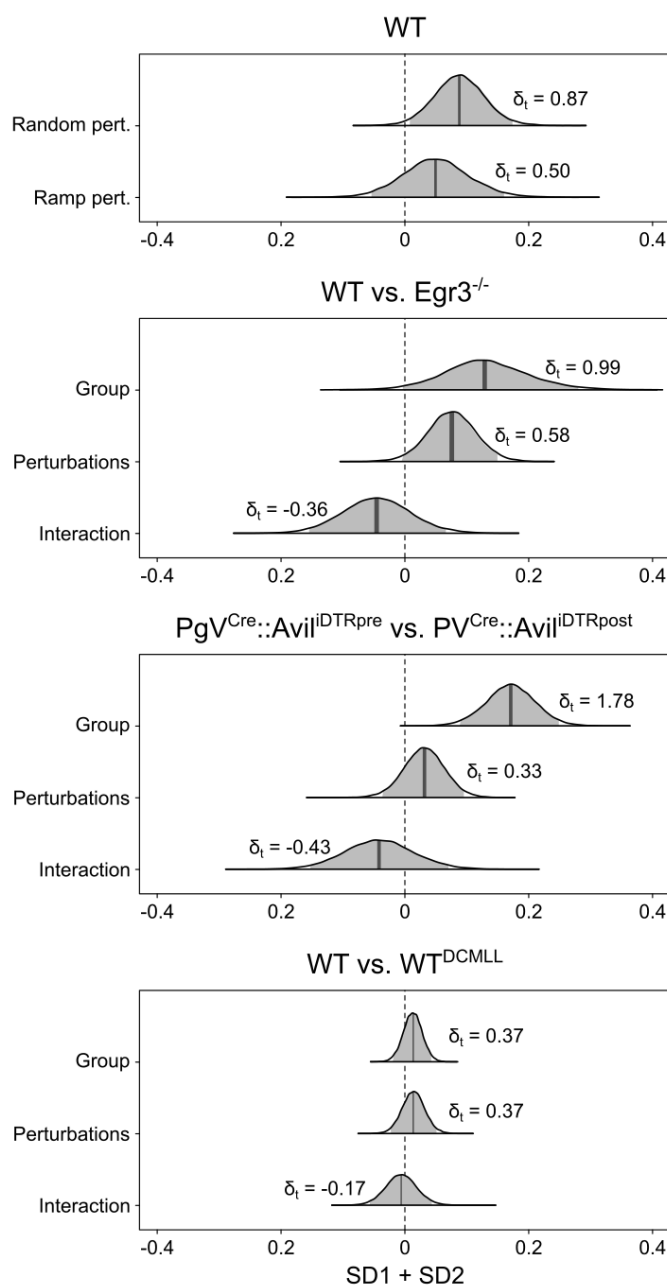 WT
Random pert.
δt = 0.87
Ramp pert.
δt = 0.50
-0.4 0.2 0 0.2 0.4
WT vs. Egr3-/-
Group
δt = 0.99
Perturbations
δt = 0.58
Interaction
δt = -0.36
-0.4 0.2 0 0.2 0.4
PgVCre::AviliDTRpre vs. PVCre::AviliDTRpost
Group
δt = 1.78
Perturbations
δt = 0.33
Interaction
δt = -0.43
-0.4 0.2 0 0.2 0.4
WT vs. WTDCMLL
Group
δt = 0.37
Perturbations
δt = 0.37
Interaction
δt = -0.17
-0.4 0.2 0 0.2 0.4
SD1 + SD2